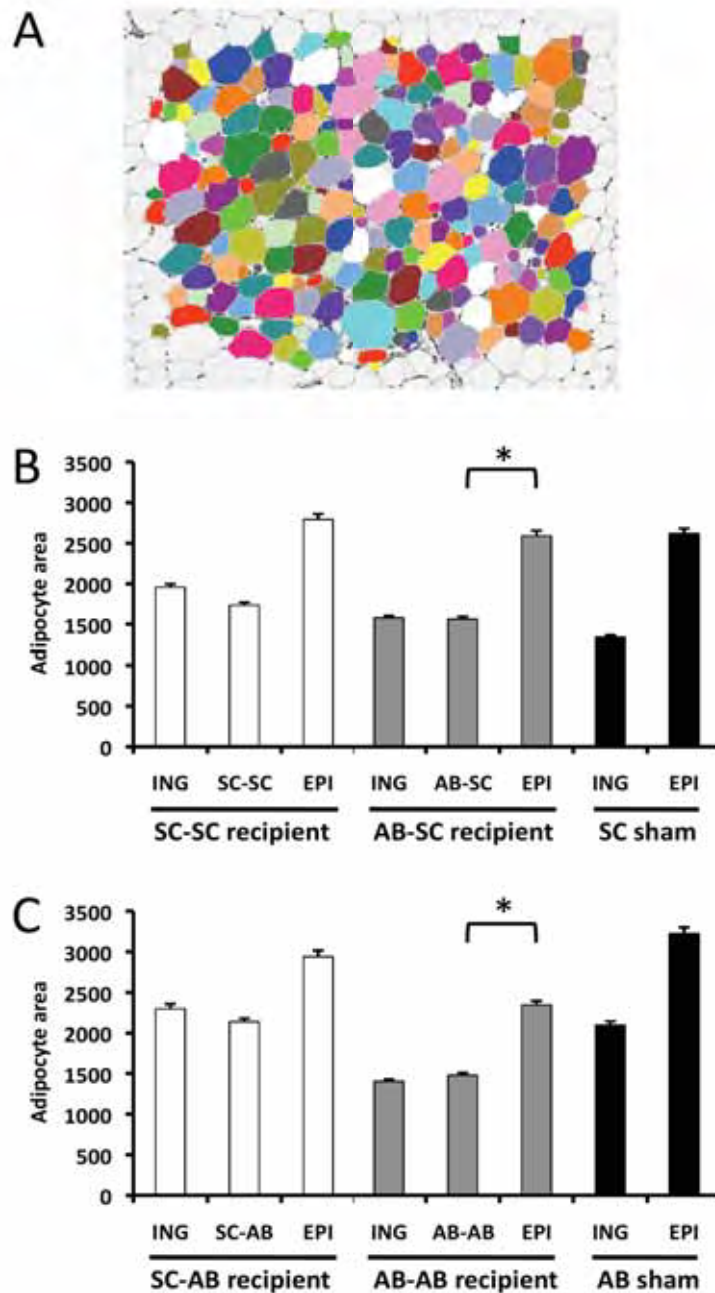 A
B
*
3500
3000
2500
2000
1500
1000
500
0
Adipocyte area
ING SC-SC EPI ING AB-SC EPI ING EPI
SC-SC recipient AB-SC recipient SC sham
C
*
3500
3000
2500
2000
1500
1000
500
0
Adipocyte area
ING SC-AB EPI ING AB-AB EPI ING EPI
SC-AB recipient AB-AB recipient AB sham